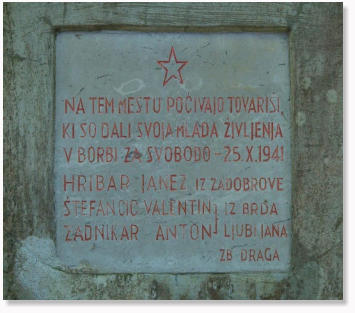 NA TEM MESTU POČIVAJO TOVARIŠI,
KI SO DALI SVOJA MLADA ŽIVLJENJA
V BORBI ZA SVOBODO - 25.X.1941
HRIBAR JANEZ IZ ZADOBROVE
ŠTEFANČIČ VALENTIN} IZ BRDA
ZADNIKAR ANTON} LJUBLJANA
ZB DRAGA